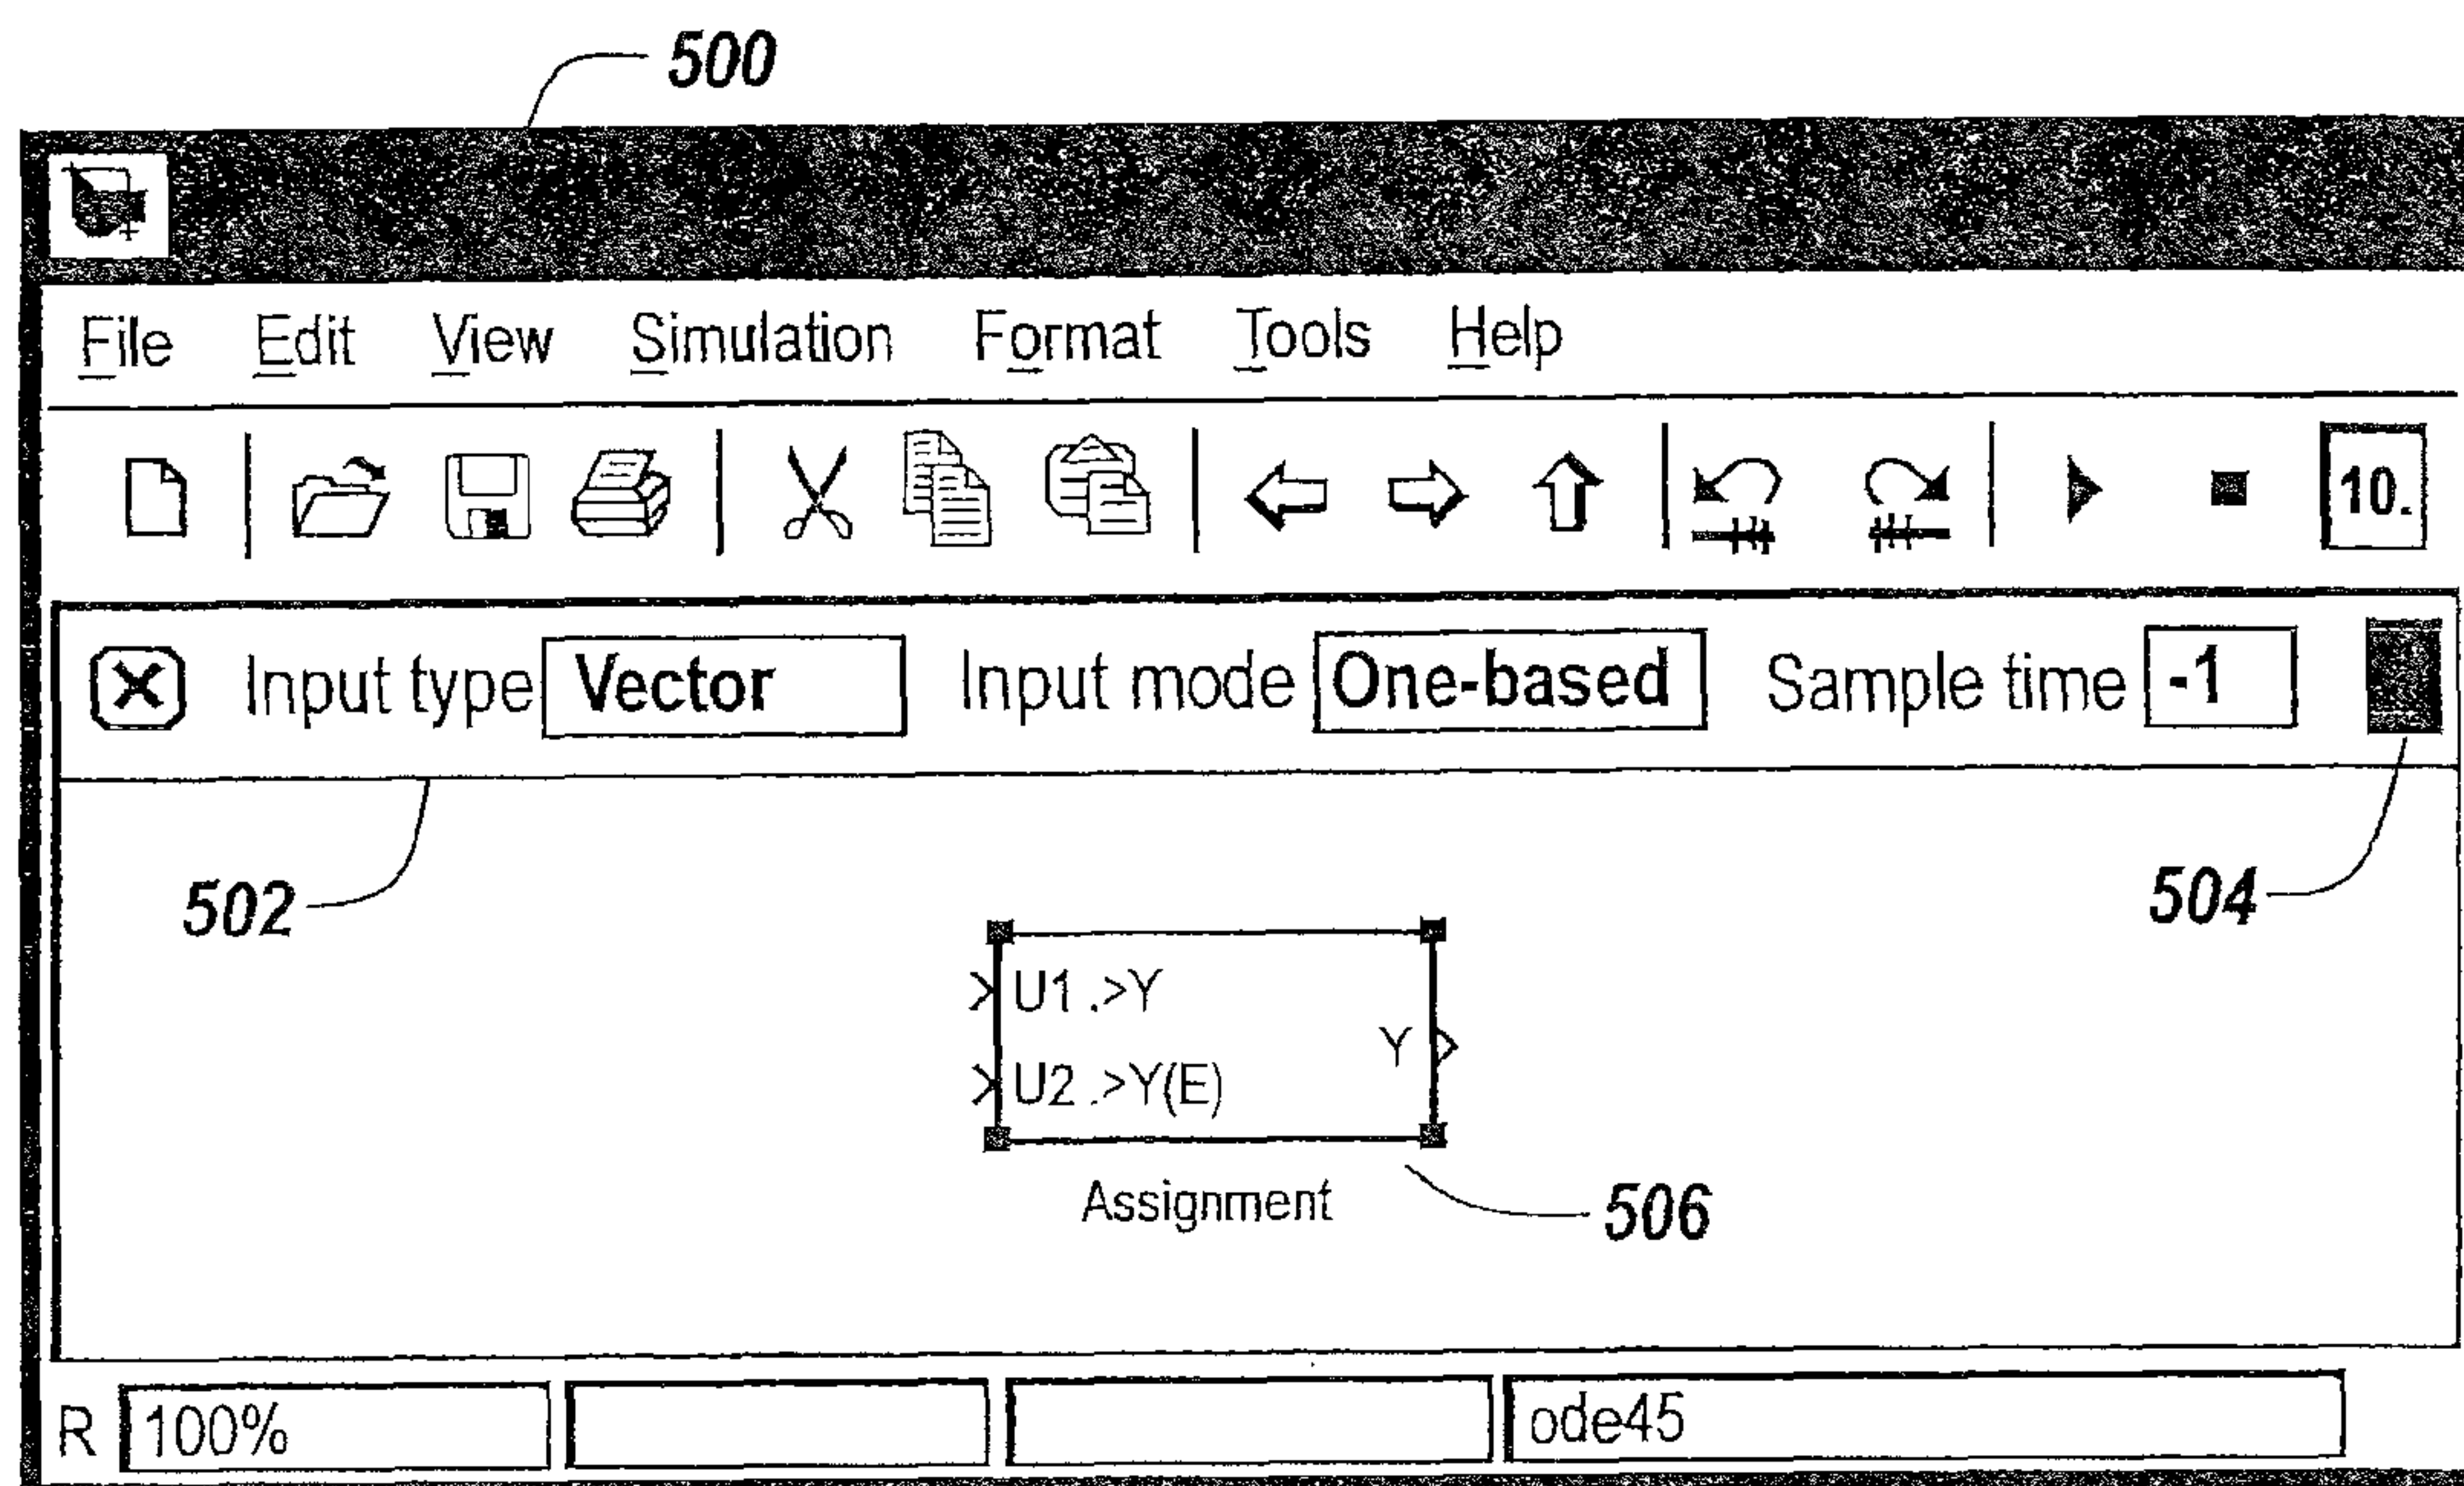 500
File Edit View Simulation Format Tools Help
10.
Input type Vector Input mode One-based Sample time -1
502 504
U1 .>Y
Y
U2 .>Y(E)
Assignment
506
R 100% ode45